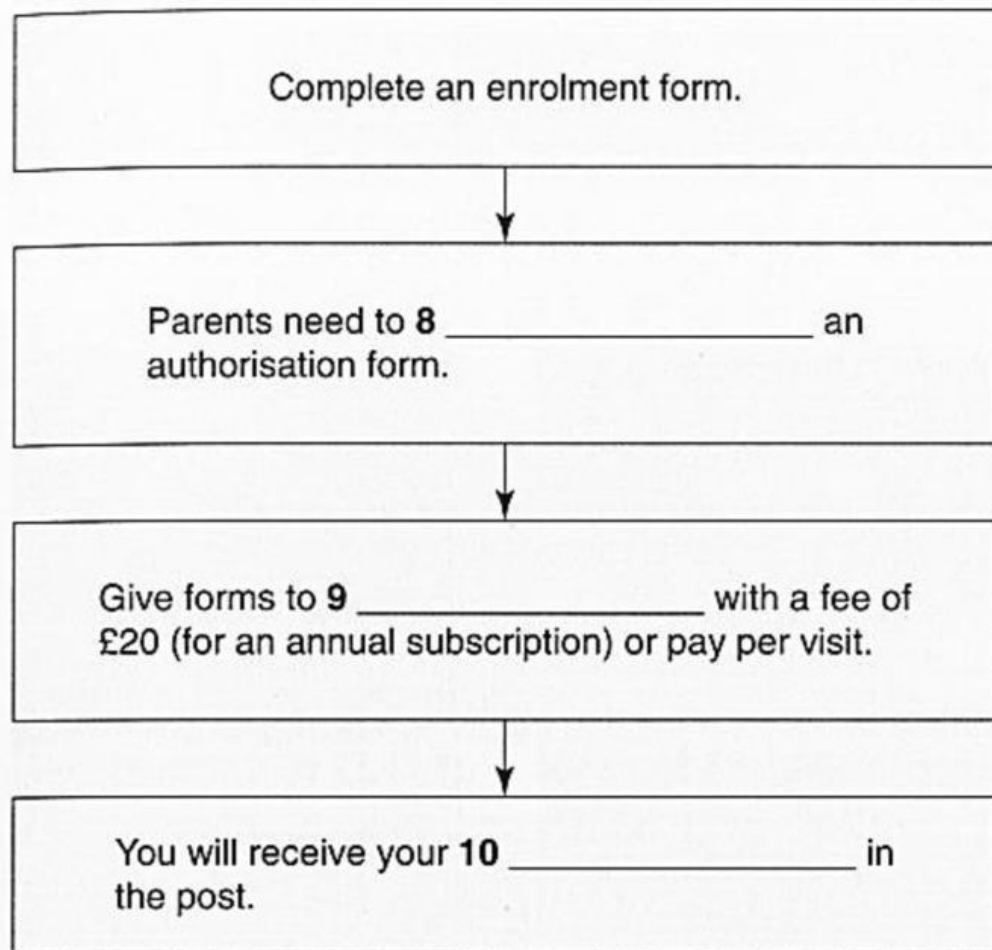 Complete an enrolment form.
Parents need to 8 ____________________ an
authorisation form.
Give forms to 9 ____________________ with a fee of
£20 (for an annual subscription) or pay per visit.
You will receive your 10 ____________________ in
the post.